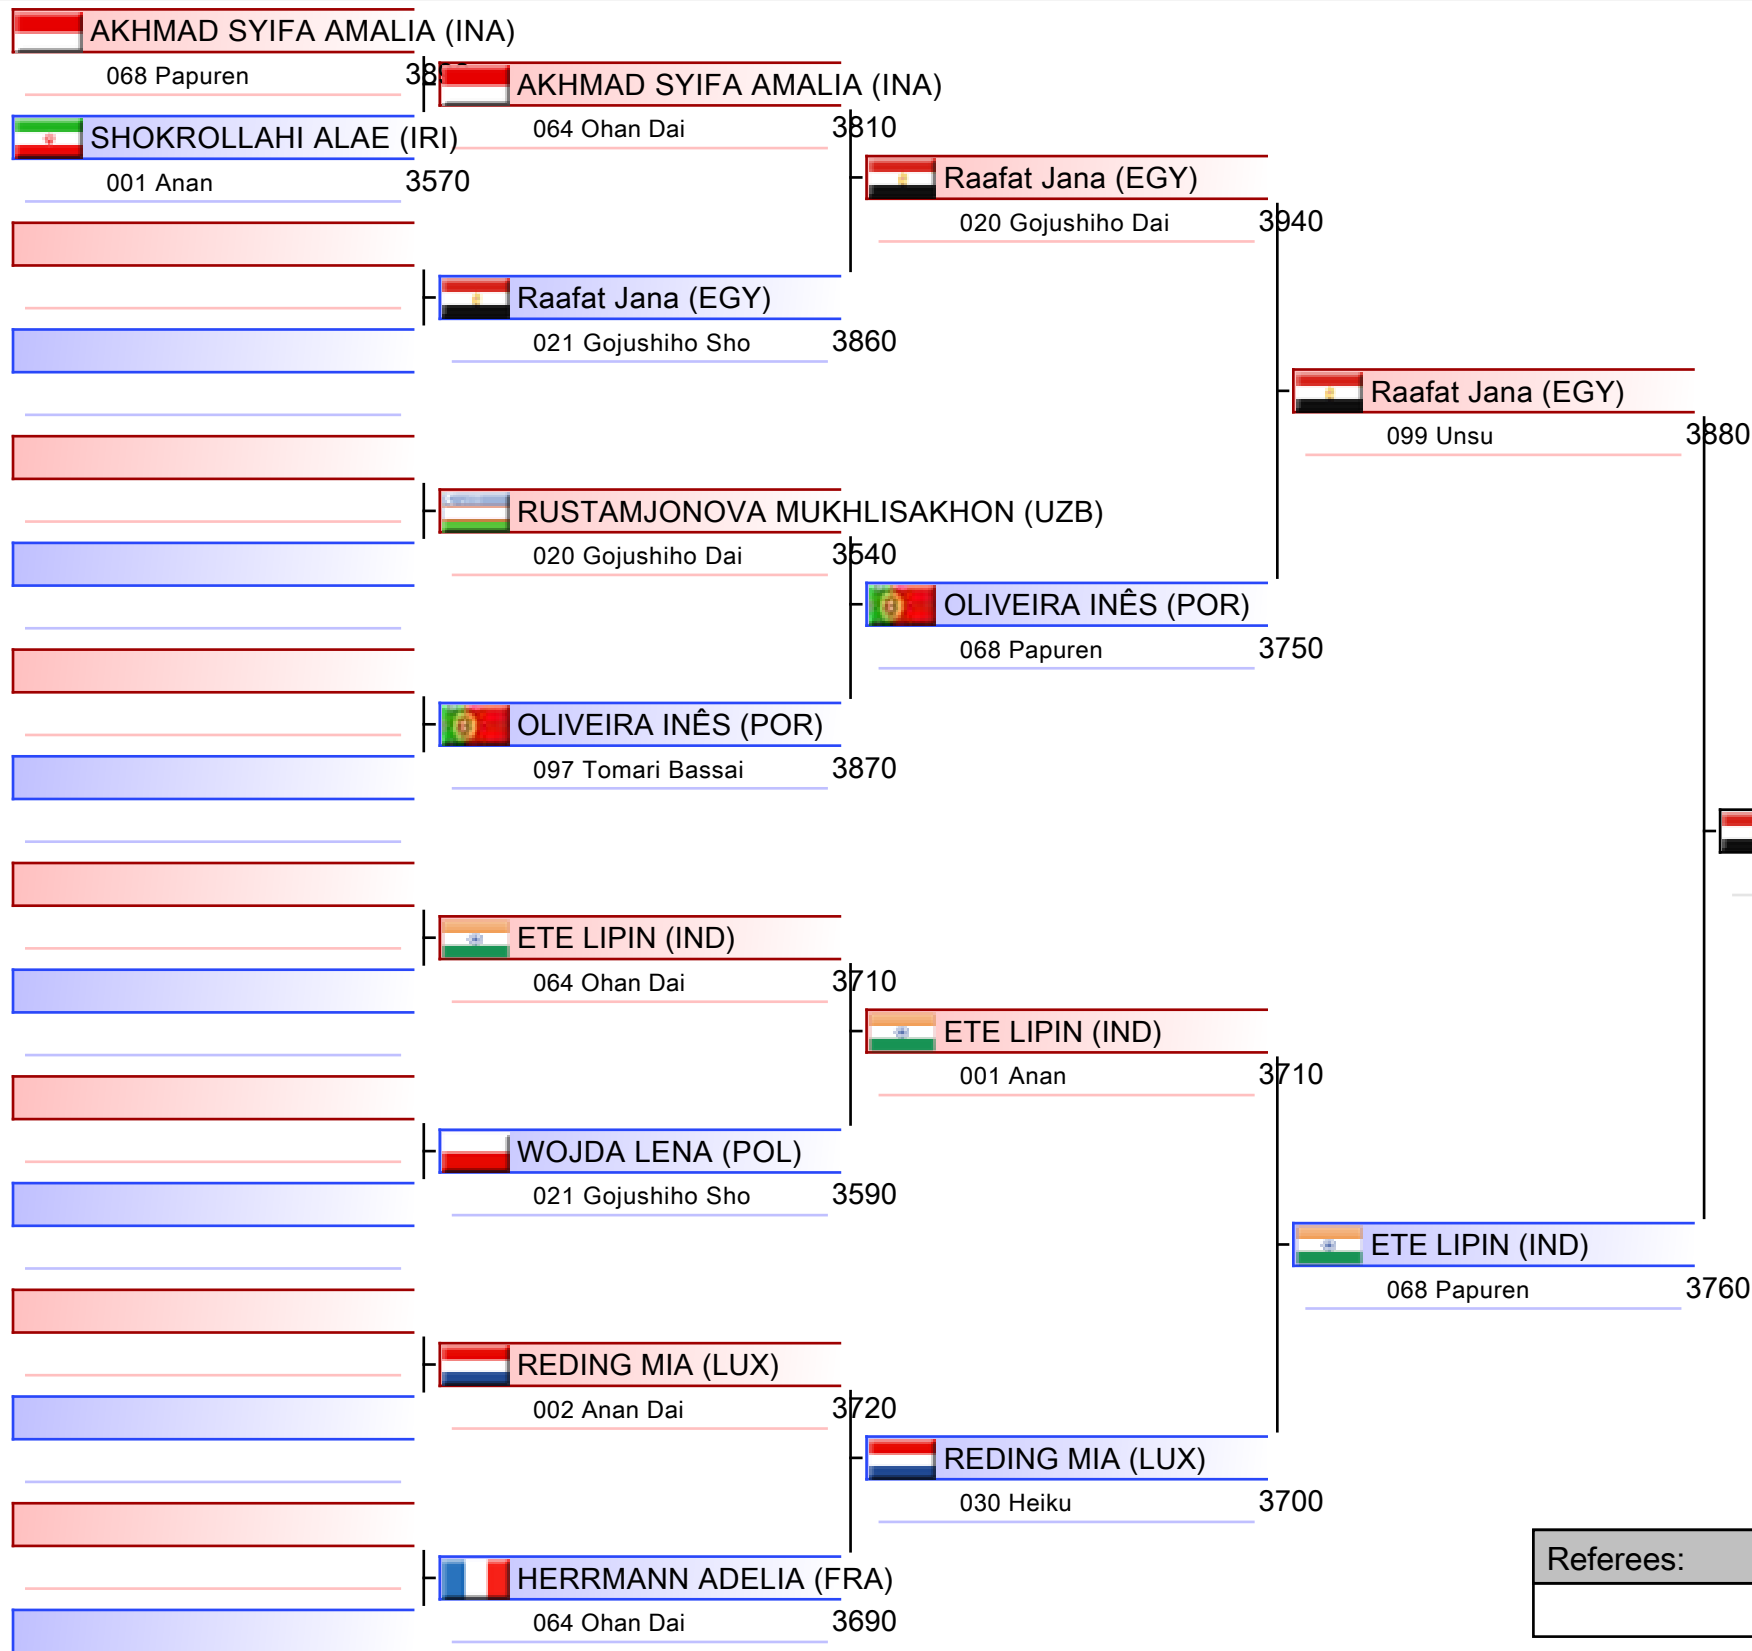 AKHMAD SYIFA AMALIA (INA)
068 Papuren
SHOKROLLAHI ALAE (IRI)
001 Anan 3570
AKHMAD SYIFA AMALIA (INA)
064 Ohan Dai 3810
Raafat Jana (EGY)
021 Gojushiho Sho 3860
RUSTAMJONOVA MUKHLISAKHON (UZB)
020 Gojushiho Dai 3540
OLIVEIRA INÊS (POR)
097 Tomari Bassai 3870
ETE LIPIN (IND)
064 Ohan Dai 3710
WOJDA LENA (POL)
021 Gojushiho Sho 3590
REDING MIA (LUX)
002 Anan Dai 3720
HERRMANN ADELIA (FRA)
064 Ohan Dai 3690
Raafat Jana (EGY)
020 Gojushiho Dai 3940
OLIVEIRA INÊS (POR)
068 Papuren 3750
ETE LIPIN (IND)
001 Anan 3710
REDING MIA (LUX)
030 Heiku 3700
Raafat Jana (EGY)
099 Unsu 3880
ETE LIPIN (IND)
068 Papuren 3760
Referees: